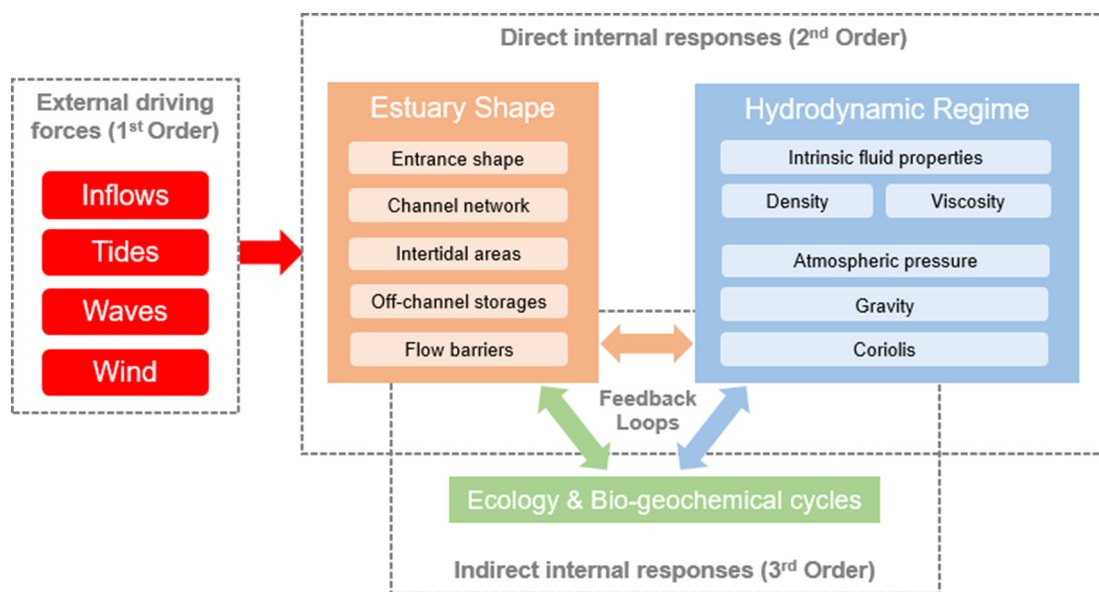 External driving
forces (1st Order)
Inflows
Tides
Waves
Wind
Direct internal responses (2nd Order)
Estuary Shape
Entrance shape
Channel network
Intertidal areas
Off-channel storages
Flow barriers
Hydrodynamic Regime
Intrinsic fluid properties
Density
Viscosity
Atmospheric pressure
Gravity
Coriolis
Feedback
Loops
Ecology & Bio-geochemical cycles
Indirect internal responses (3rd Order)